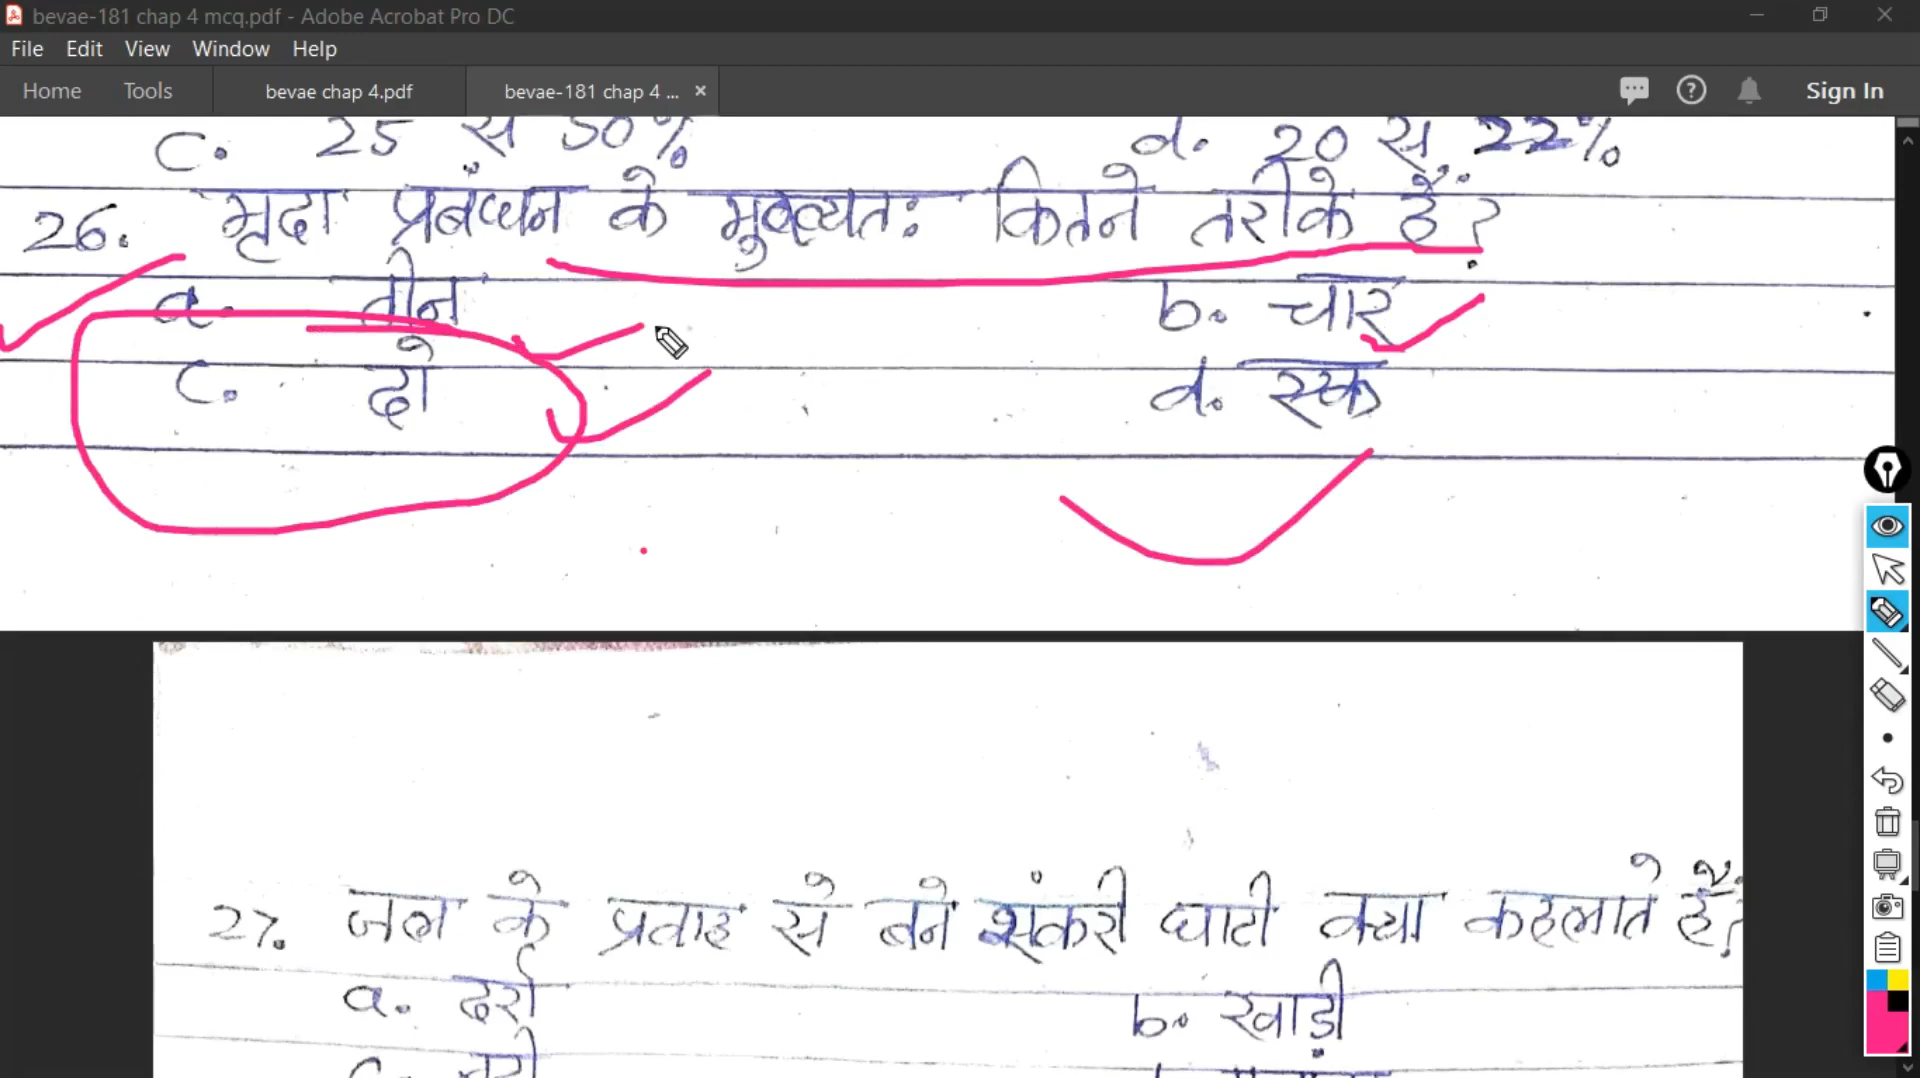 bevae-181 chap 4 mcq.pdf - Adobe Acrobat Pro DC
File Edit View Window Help
Home Tools bevae chap 4.pdf bevae-181 chap 4 ... × Sign In
c. 25 से 50% d. 20 से 22%
26. मृदा प्रबंधन के मुख्यतः कितने तरीके हैं?
a. तीन b. चार
c. दो d. एक
27. जल के प्रवाह से बने संकरी घाटी क्या कहलाते हैं?
a. दर्रा b. खाड़ी
c.